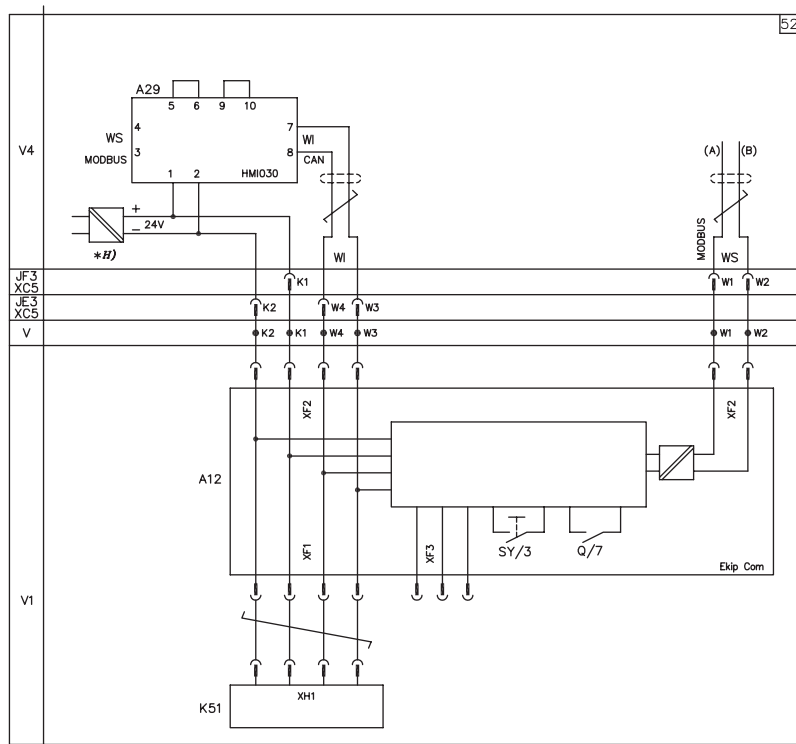 52
A29
5 6 9 10
4 7
WS WI
3 8
MODBUS CAN
1 2 HMI030
V4
(A) (B)
+
24V
–
*H)
MODBUS
WI WS
JF3
XC5
K1 W1 W2
JE3
XC5
K2 W4 W3
V
K2 K1 W4 W3 W1 W2
XF2 XF2
A12
XF1 XF3
SY/3 Q/7
Ekip Com
V1
XH1
K51